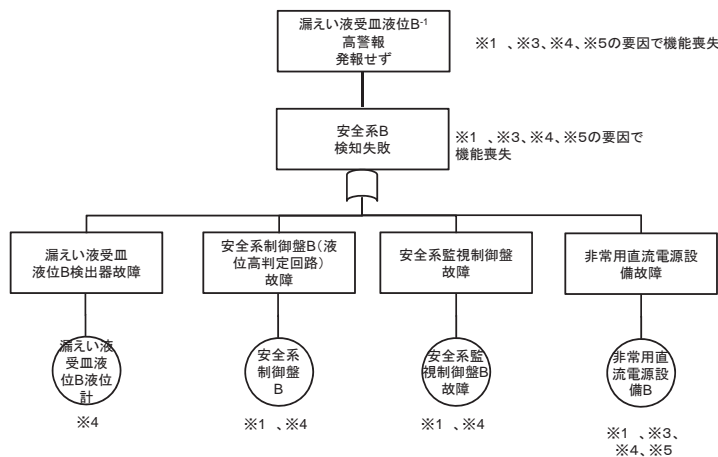 漏えい液受皿液位B-1
高警報
発報せず
※1 、※3、※4、※5の要因で機能喪失
安全系B
検知失敗
※1 、※3、※4、※5の要因で
機能喪失
漏えい液受皿
液位B検出器故障
安全系制御盤B（液
位高判定回路）
故障
安全系監視制御盤
故障
非常用直流電源設
備故障
漏えい液
受皿液
位B液位
計
安全系
制御盤
B
安全系監
視制御盤B
故障
非常用直
流電源設
備B
※4
※1 、※4
※1 、※4
※1 、※3、
※4、※5